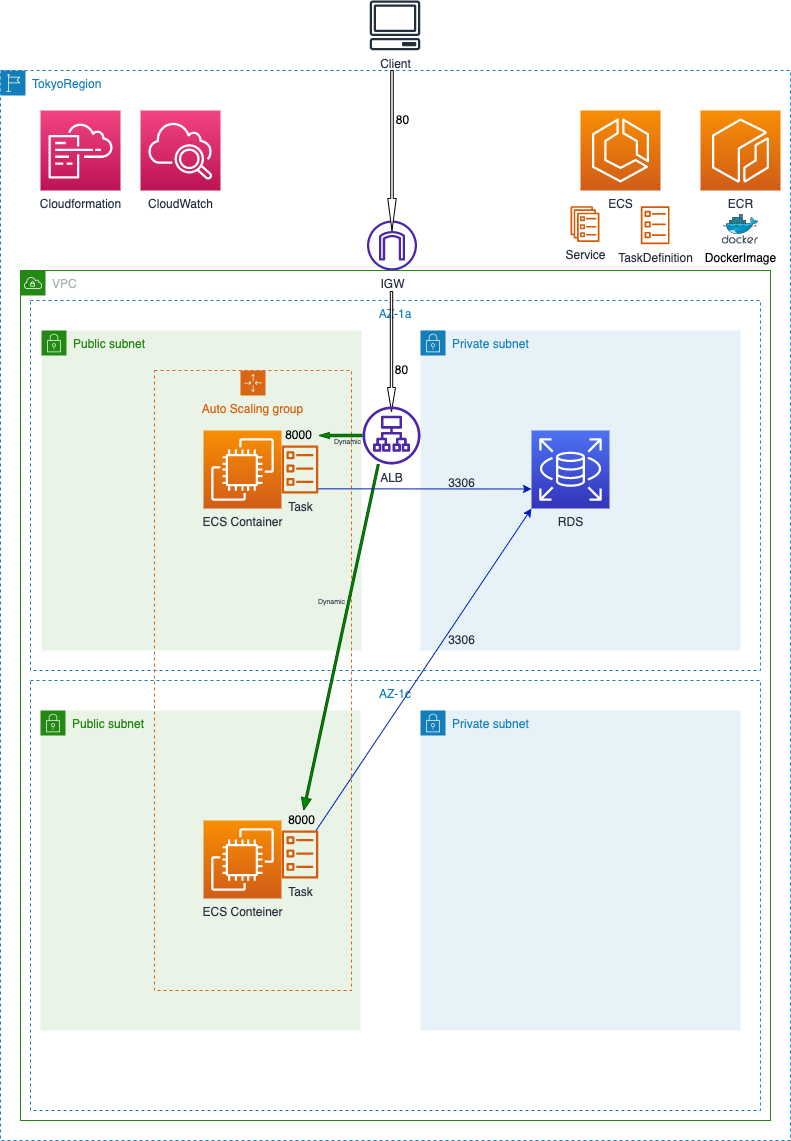 Client
TokyoRegion
80
Cloudformation
CloudWatch
ECS
ECR
docker
Service
TaskDefinition
DockerImage
IGW
VPC
AZ-1a
Public subnet
Private subnet
80
Auto Scaling group
8000
Dynamic
ALB
3306
Task
ECS Container
RDS
Dynamic
3306
AZ-1c
Public subnet
Private subnet
8000
Task
ECS Conteiner